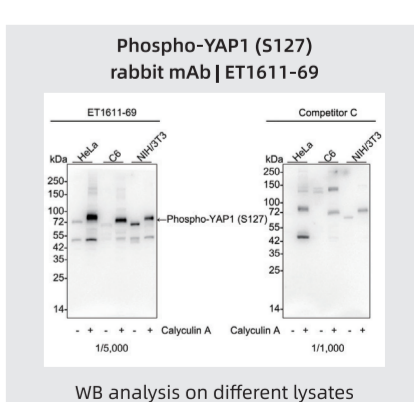 Phospho-YAP1 (S127)
rabbit mAb | ET1611-69
ET1611-69
HeLa C6 NIH/3T3
kDa
250-
150-
100-
72-
55-
42-
35-
25-
14-
←Phospho-YAP1 (S127)
- + - + - + Calyculin A
1/5,000
Competitor C
HeLa C6 NIH/3T3
kDa
250-
150-
100-
72-
55-
42-
35-
25-
14-
Calyculin A - + - + - +
1/1,000
WB analysis on different lysates